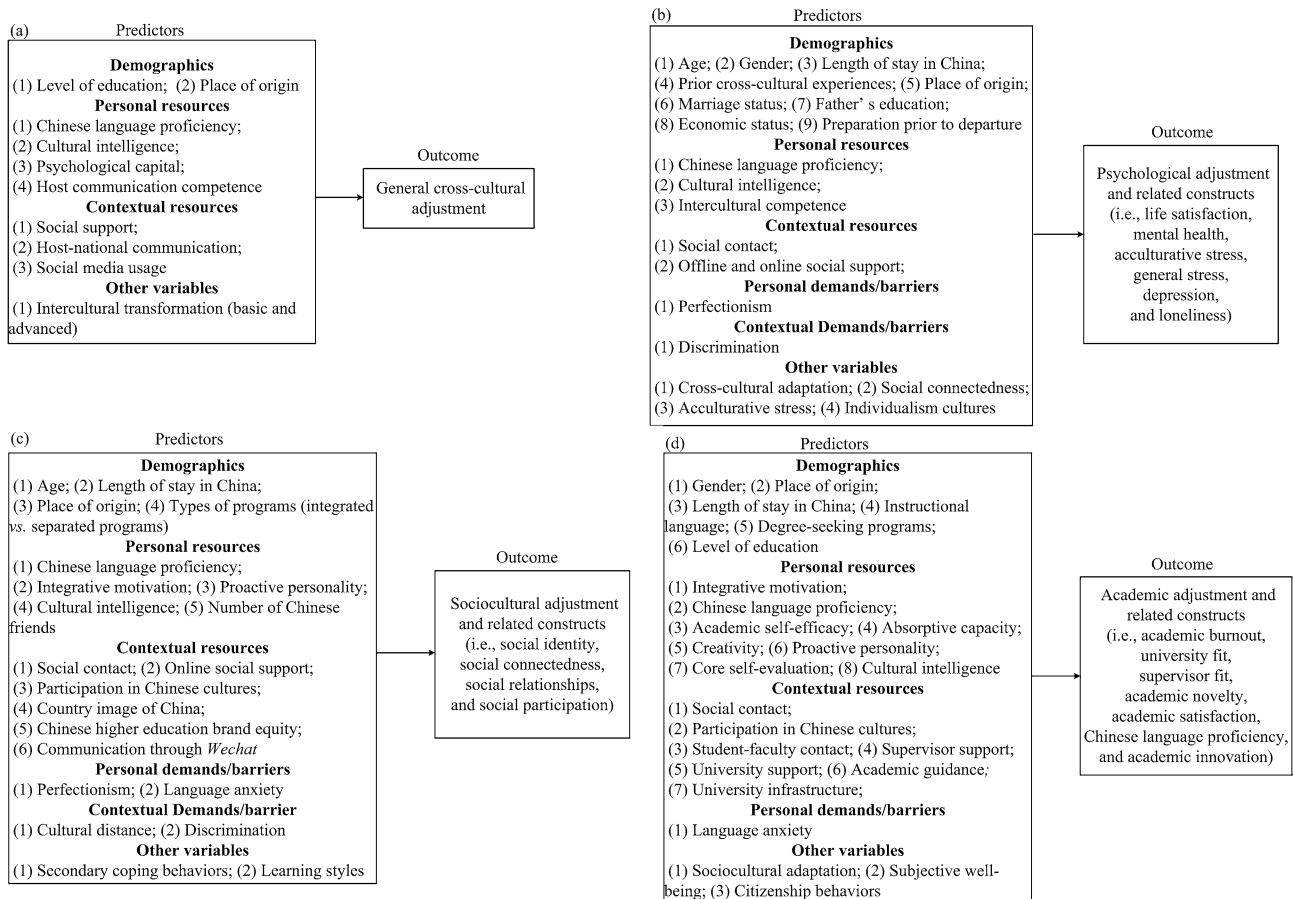 (a)
Predictors
Demographics
(1) Level of education; (2) Place of origin
Personal resources
(1) Chinese language proficiency;
(2) Cultural intelligence;
(3) Psychological capital;
(4) Host communication competence
Contextual resources
(1) Social support;
(2) Host-national communication;
(3) Social media usage
Other variables
(1) Intercultural transformation (basic and
advanced)
Outcome
General cross-cultural
adjustment
(b)
Predictors
Demographics
(1) Age; (2) Gender; (3) Length of stay in China;
(4) Prior cross-cultural experiences; (5) Place of origin;
(6) Marriage status; (7) Father’ s education;
(8) Economic status; (9) Preparation prior to departure
Personal resources
(1) Chinese language proficiency;
(2) Cultural intelligence;
(3) Intercultural competence
Contextual resources
(1) Social contact;
(2) Offline and online social support;
Personal demands/barriers
(1) Perfectionism
Contextual Demands/barriers
(1) Discrimination
Other variables
(1) Cross-cultural adaptation; (2) Social connectedness;
(3) Acculturative stress; (4) Individualism cultures
Outcome
Psychological adjustment
and related constructs
(i.e., life satisfaction,
mental health,
acculturative stress,
general stress,
depression,
and loneliness)
(c)
Predictors
Demographics
(1) Age; (2) Length of stay in China;
(3) Place of origin; (4) Types of programs (integrated
vs. separated programs)
Personal resources
(1) Chinese language proficiency;
(2) Integrative motivation; (3) Proactive personality;
(4) Cultural intelligence; (5) Number of Chinese
friends
Contextual resources
(1) Social contact; (2) Online social support;
(3) Participation in Chinese cultures;
(4) Country image of China;
(5) Chinese higher education brand equity;
(6) Communication through Wechat
Personal demands/barriers
(1) Perfectionism; (2) Language anxiety
Contextual Demands/barrier
(1) Cultural distance; (2) Discrimination
Other variables
(1) Secondary coping behaviors; (2) Learning styles
Outcome
Sociocultural adjustment
and related constructs
(i.e., social identity,
social connectedness,
social relationships,
and social participation)
(d)
Predictors
Demographics
(1) Gender; (2) Place of origin;
(3) Length of stay in China; (4) Instructional
language; (5) Degree-seeking programs;
(6) Level of education
Personal resources
(1) Integrative motivation;
(2) Chinese language proficiency;
(3) Academic self-efficacy; (4) Absorptive capacity;
(5) Creativity; (6) Proactive personality;
(7) Core self-evaluation; (8) Cultural intelligence
Contextual resources
(1) Social contact;
(2) Participation in Chinese cultures;
(3) Student-faculty contact; (4) Supervisor support;
(5) University support; (6) Academic guidance;
(7) University infrastructure;
Personal demands/barriers
(1) Language anxiety
Other variables
(1) Sociocultural adaptation; (2) Subjective well-
being; (3) Citizenship behaviors
Outcome
Academic adjustment and
related constructs
(i.e., academic burnout,
university fit,
supervisor fit,
academic novelty,
academic satisfaction,
Chinese language proficiency,
and academic innovation)